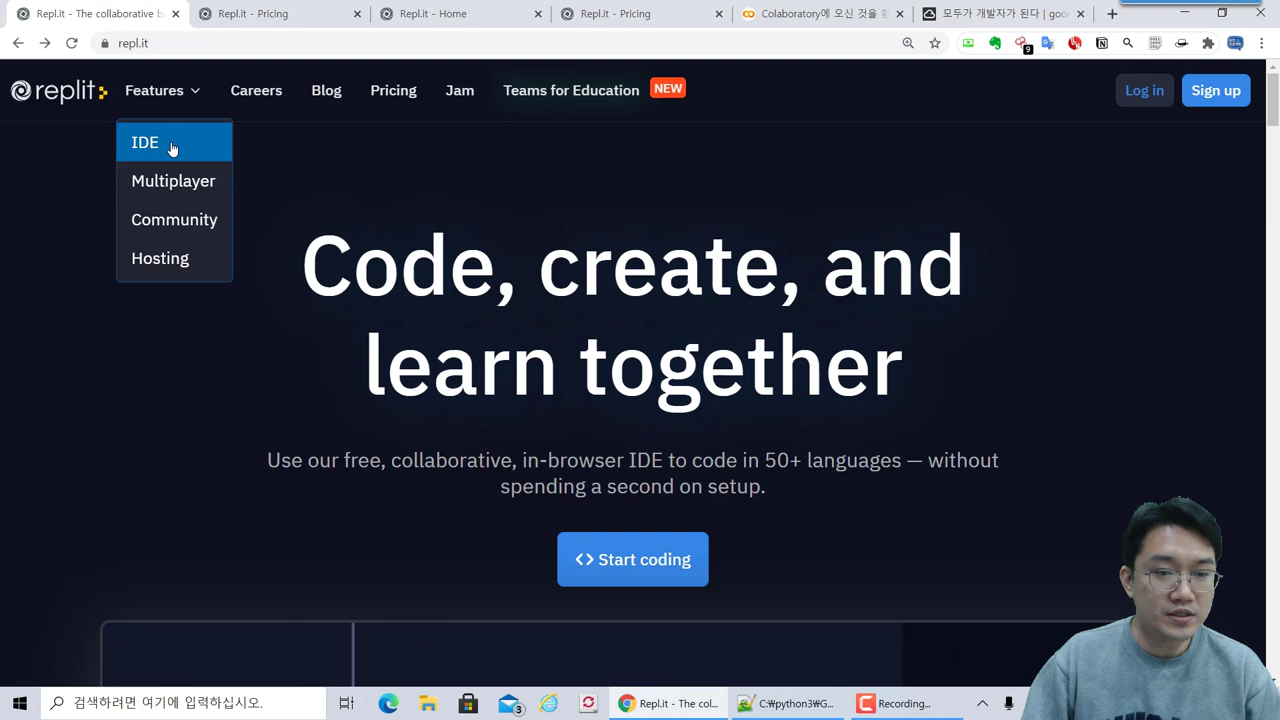 Repl.it - The collaborative b
Repl.it - Pricing
Repl.it - Home
Repl.it - Pricing
Colaboratory에 오신 것을 환
모두가 개발자가 된다 | goor
repl.it
9
replit
Features
Careers
Blog
Pricing
Jam
Teams for Education
NEW
Log in
Sign up
IDE
Multiplayer
Community
Hosting
Code, create, and
learn together
Use our free, collaborative, in-browser IDE to code in 50+ languages — without
spending a second on setup.
<> Start coding
검색하려면 여기에 입력하십시오.
3
Repl.it - The col...
C:₩python3₩G...
Recording...